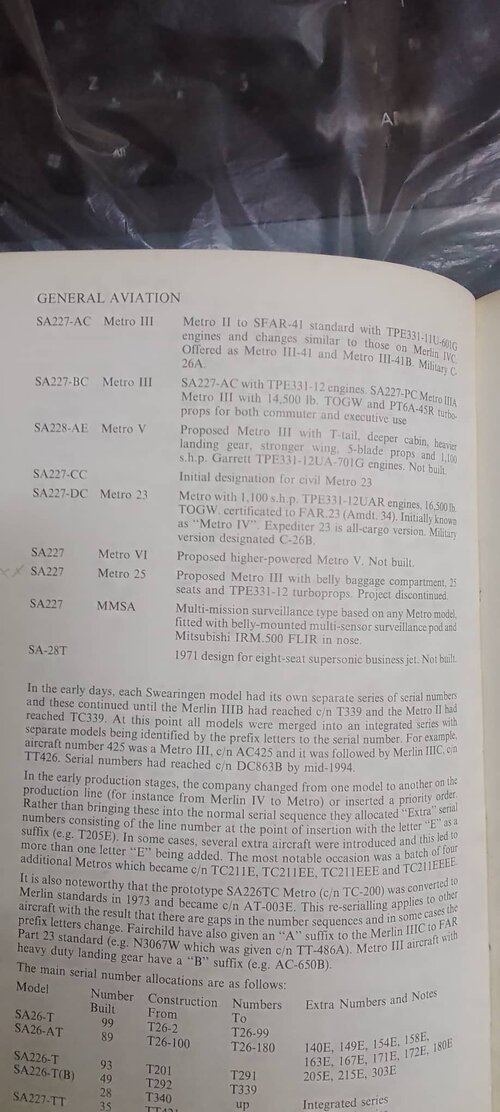 GENERAL AVIATION
SA227-AC Metro III Metro II to SFAR-41 standard with TPE331-11U-601G
engines and changes similar to those on Merlin IVC.
Offered as Metro III-41 and Metro III-41B. Military C-
26A.
SA227-BC Metro III SA227-AC with TPE331-12 engines. SA227-PC Metro IIIA
Metro III with 14,500 lb. TOGW and PT6A-45R turbo-
props for both commuter and executive use
SA228-AE Metro V Proposed Metro III with T-tail, deeper cabin, heavier
landing gear, stronger wing, 5-blade props and 1,100
s.h.p. Garrett TPE331-12UA-701G engines. Not built.
SA227-CC Initial designation for civil Metro 23
SA227-DC Metro 23 Metro with 1,100 s.h.p. TPE331-12UAR engines, 16,500 lb.
TOGW. certificated to FAR.23 (Amdt. 34). Initially known
as "Metro IV". Expediter 23 is all-cargo version. Military
version designated C-26B.
SA227 Metro VI Proposed higher-powered Metro V. Not built.
SA227 Metro 25 Proposed Metro III with belly baggage compartment, 25
seats and TPE331-12 turboprops. Project discontinued.
SA227 MMSA Multi-mission surveillance type based on any Metro model,
fitted with belly-mounted multi-sensor surveillance pod and
Mitsubishi IRM.500 FLIR in nose.
SA-28T 1971 design for eight-seat supersonic business jet. Not built.
In the early days, each Swearingen model had its own separate series of serial numbers
and these continued until the Merlin IIIB had reached c/n T339 and the Metro II had
reached TC339. At this point all models were merged into an integrated series with
separate models being identified by the prefix letters to the serial number. For example,
aircraft number 425 was a Metro III, c/n AC425 and it was followed by Merlin IIIC, c/n
TT426. Serial numbers had reached c/n DC863B by mid-1994.
In the early production stages, the company changed from one model to another on the
production line (for instance from Merlin IV to Metro) or inserted a priority order.
Rather than bringing these into the normal serial sequence they allocated "Extra" serial
numbers consisting of the line number at the point of insertion with the letter "E" as a
suffix (e.g. T205E). In some cases, several extra aircraft were introduced and this led to
more than one letter "E" being added. The most notable occasion was a batch of four
additional Metros which became c/n TC211E, TC211EE, TC211EEE and TC211EEEE.
It is also noteworthy that the prototype SA226TC Metro (c/n TC-200) was converted to
Merlin standards in 1973 and became c/n AT-003E. This re-serialling applies to other
aircraft with the result that there are gaps in the number sequences and in some cases the
prefix letters change. Fairchild have also given an "A" suffix to the Merlin IIIC to FAR
Part 23 standard (e.g. N3067W which was given c/n TT-486A). Metro III aircraft with
heavy duty landing gear have a "B" suffix (e.g. AC-650B).
The main serial number allocations are as follows:
Model Number Construction Numbers Extra Numbers and Notes
Built From To
SA26-T 99 T26-2 T26-99
SA26-AT 89 T26-100 T26-180 140E, 149E, 154E, 158E,
163E, 167E, 171E, 172E, 180E
SA226-T 93 T201 T291 205E, 215E, 303E
SA226-T(B) 49 T292 T339
28 T340 up Integrated series
SA227-TT 35